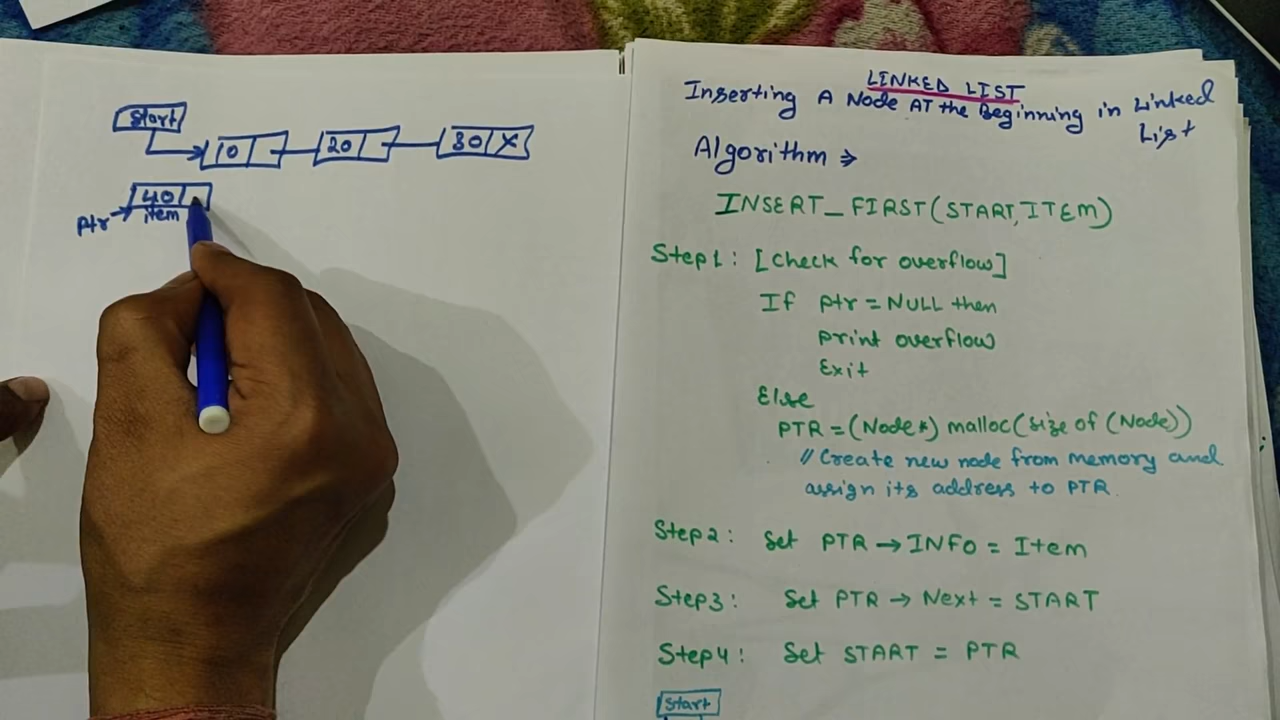 Start
10 20 30 X
40
Ptr item
LINKED LIST
Inserting A Node AT the Beginning in Linked
List
Algorithm ⇒
INSERT_FIRST(START, ITEM)
Step1: [Check for overflow]
If Ptr = NULL then
Print overflow
Exit
Else
PTR = (Node*) malloc(size of (Node))
// Create new node from memory and
assign its address to PTR.
Step2: Set PTR → INFO = Item
Step3: Set PTR → Next = START
Step4: Set START = PTR
Start